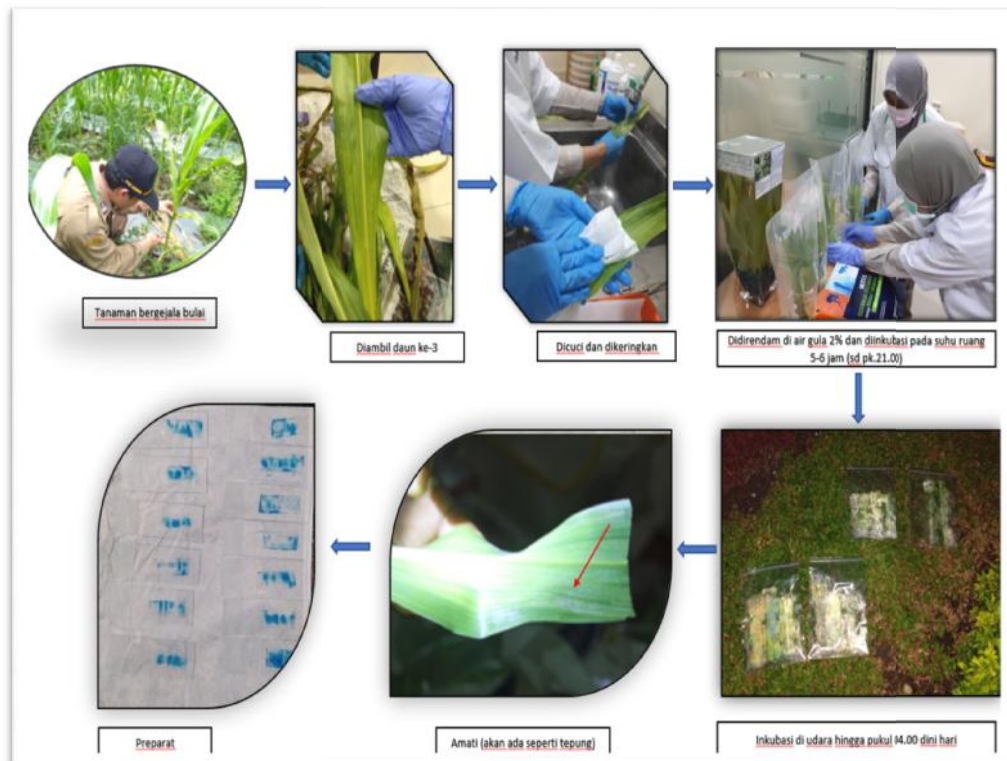 Tanaman bergejala bulai
Diambil daun ke-3
Dicuci dan dikeringkan
Didirendam di air gula 2% dan diinkubasi pada suhu ruang
5-6 jam (sd pk.21.00)
Inkubasi di udara hingga pukul 04.00 dini hari
Amati (akan ada seperti tepung)
Preparat